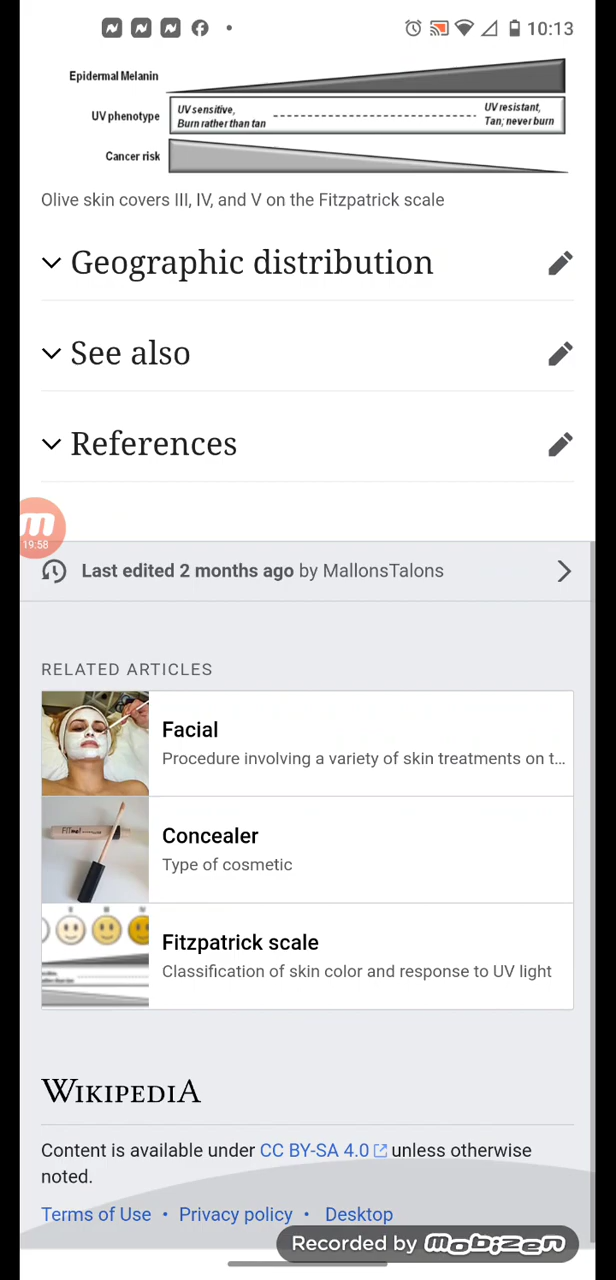 10:13
Epidermal Melanin
UV phenotype
UV sensitive,
Burn rather than tan
UV resistant,
Tan; never burn
Cancer risk
Olive skin covers III, IV, and V on the Fitzpatrick scale
Geographic distribution
See also
References
19:58
Last edited 2 months ago by MallonsTalons
RELATED ARTICLES
Facial
Procedure involving a variety of skin treatments on t...
Concealer
Type of cosmetic
Fitzpatrick scale
Classification of skin color and response to UV light
WIKIPEDIA
Content is available under CC BY-SA 4.0 unless otherwise
noted.
Terms of Use • Privacy policy • Desktop
Recorded by mobizen